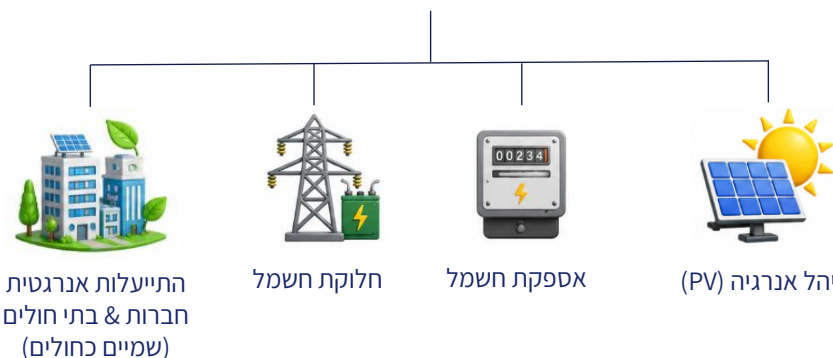 00234
אנרגיה (PV)
אספקת חשמל
חלוקת חשמל
התייעלות אנרגטית
חברות & בתי חולים
(שמיים כחולים)